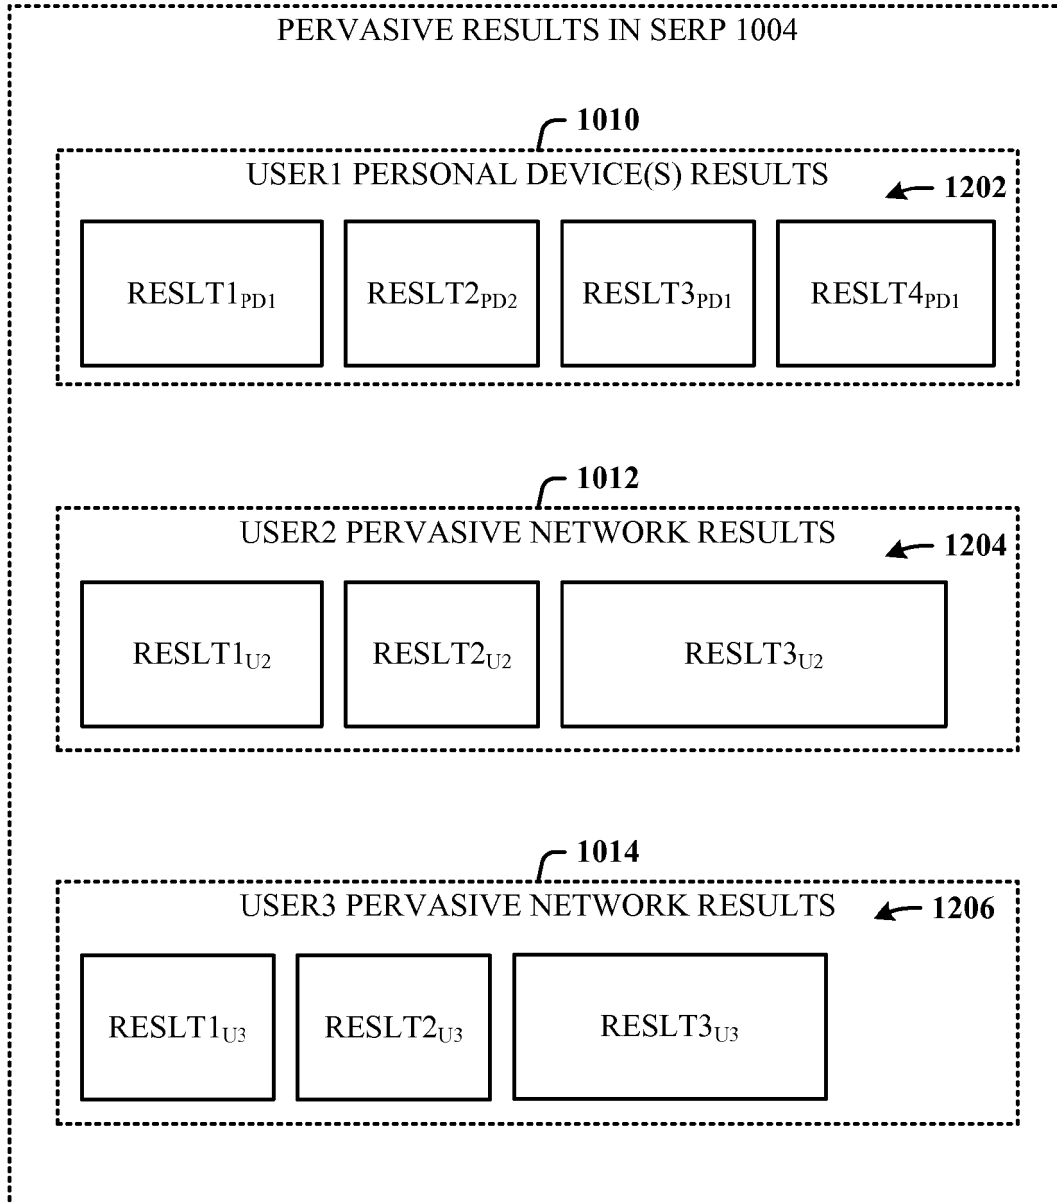 PERVASIVE RESULTS IN SERP 1004
1010
USER1 PERSONAL DEVICE(S) RESULTS
1202
RESLT1PD1
RESLT2PD2
RESLT3PD1
RESLT4PD1
1012
USER2 PERVASIVE NETWORK RESULTS
1204
RESLT1U2
RESLT2U2
RESLT3U2
1014
USER3 PERVASIVE NETWORK RESULTS
1206
RESLT1U3
RESLT2U3
RESLT3U3